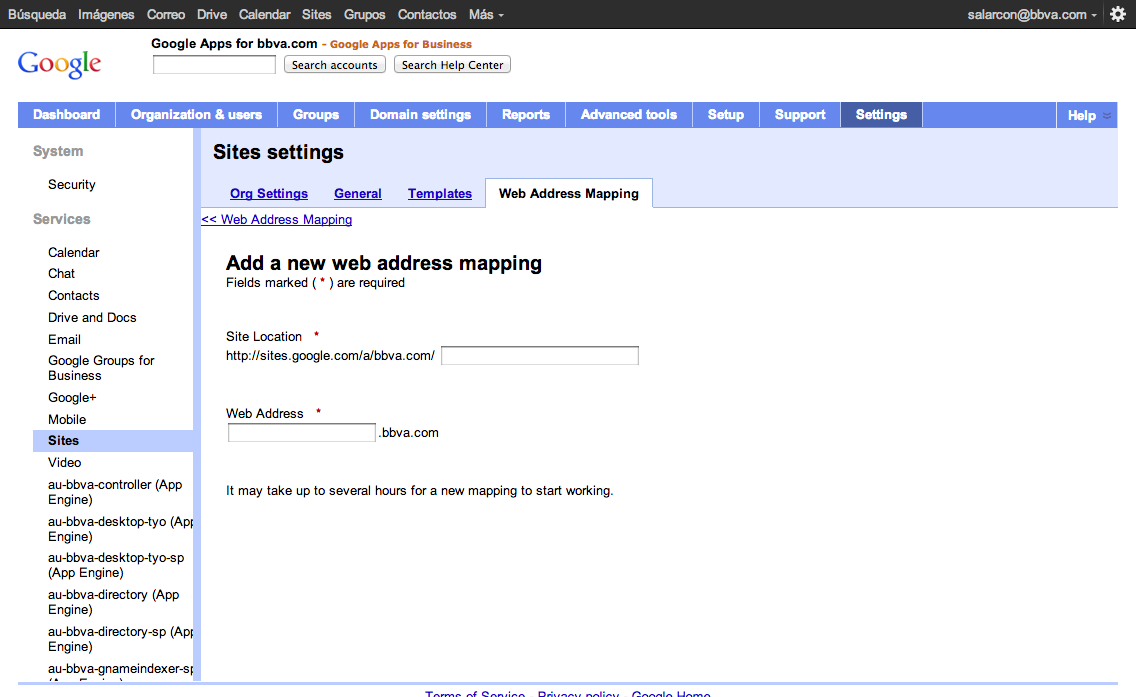 Búsqueda Imágenes Correo Drive Calendar Sites Grupos Contactos Más salarcon@bbva.com
Google
Google Apps for bbva.com - Google Apps for Business
Search accounts Search Help Center
Dashboard Organization & users Groups Domain settings Reports Advanced tools Setup Support Settings Help
System
Security
Services
Calendar
Chat
Contacts
Drive and Docs
Email
Google Groups for
Business
Google+
Mobile
Sites
Video
au-bbva-controller (App
Engine)
au-bbva-desktop-tyo (App
Engine)
au-bbva-desktop-tyo-sp
(App Engine)
au-bbva-directory (App
Engine)
au-bbva-directory-sp (App
Engine)
au-bbva-gnameindexer-sp
(App Engine)
Sites settings
Org Settings General Templates Web Address Mapping
<< Web Address Mapping
Add a new web address mapping
Fields marked ( * ) are required
Site Location *
http://sites.google.com/a/bbva.com/
Web Address *
.bbva.com
It may take up to several hours for a new mapping to start working.
Terms of Service - Privacy policy - Google Home